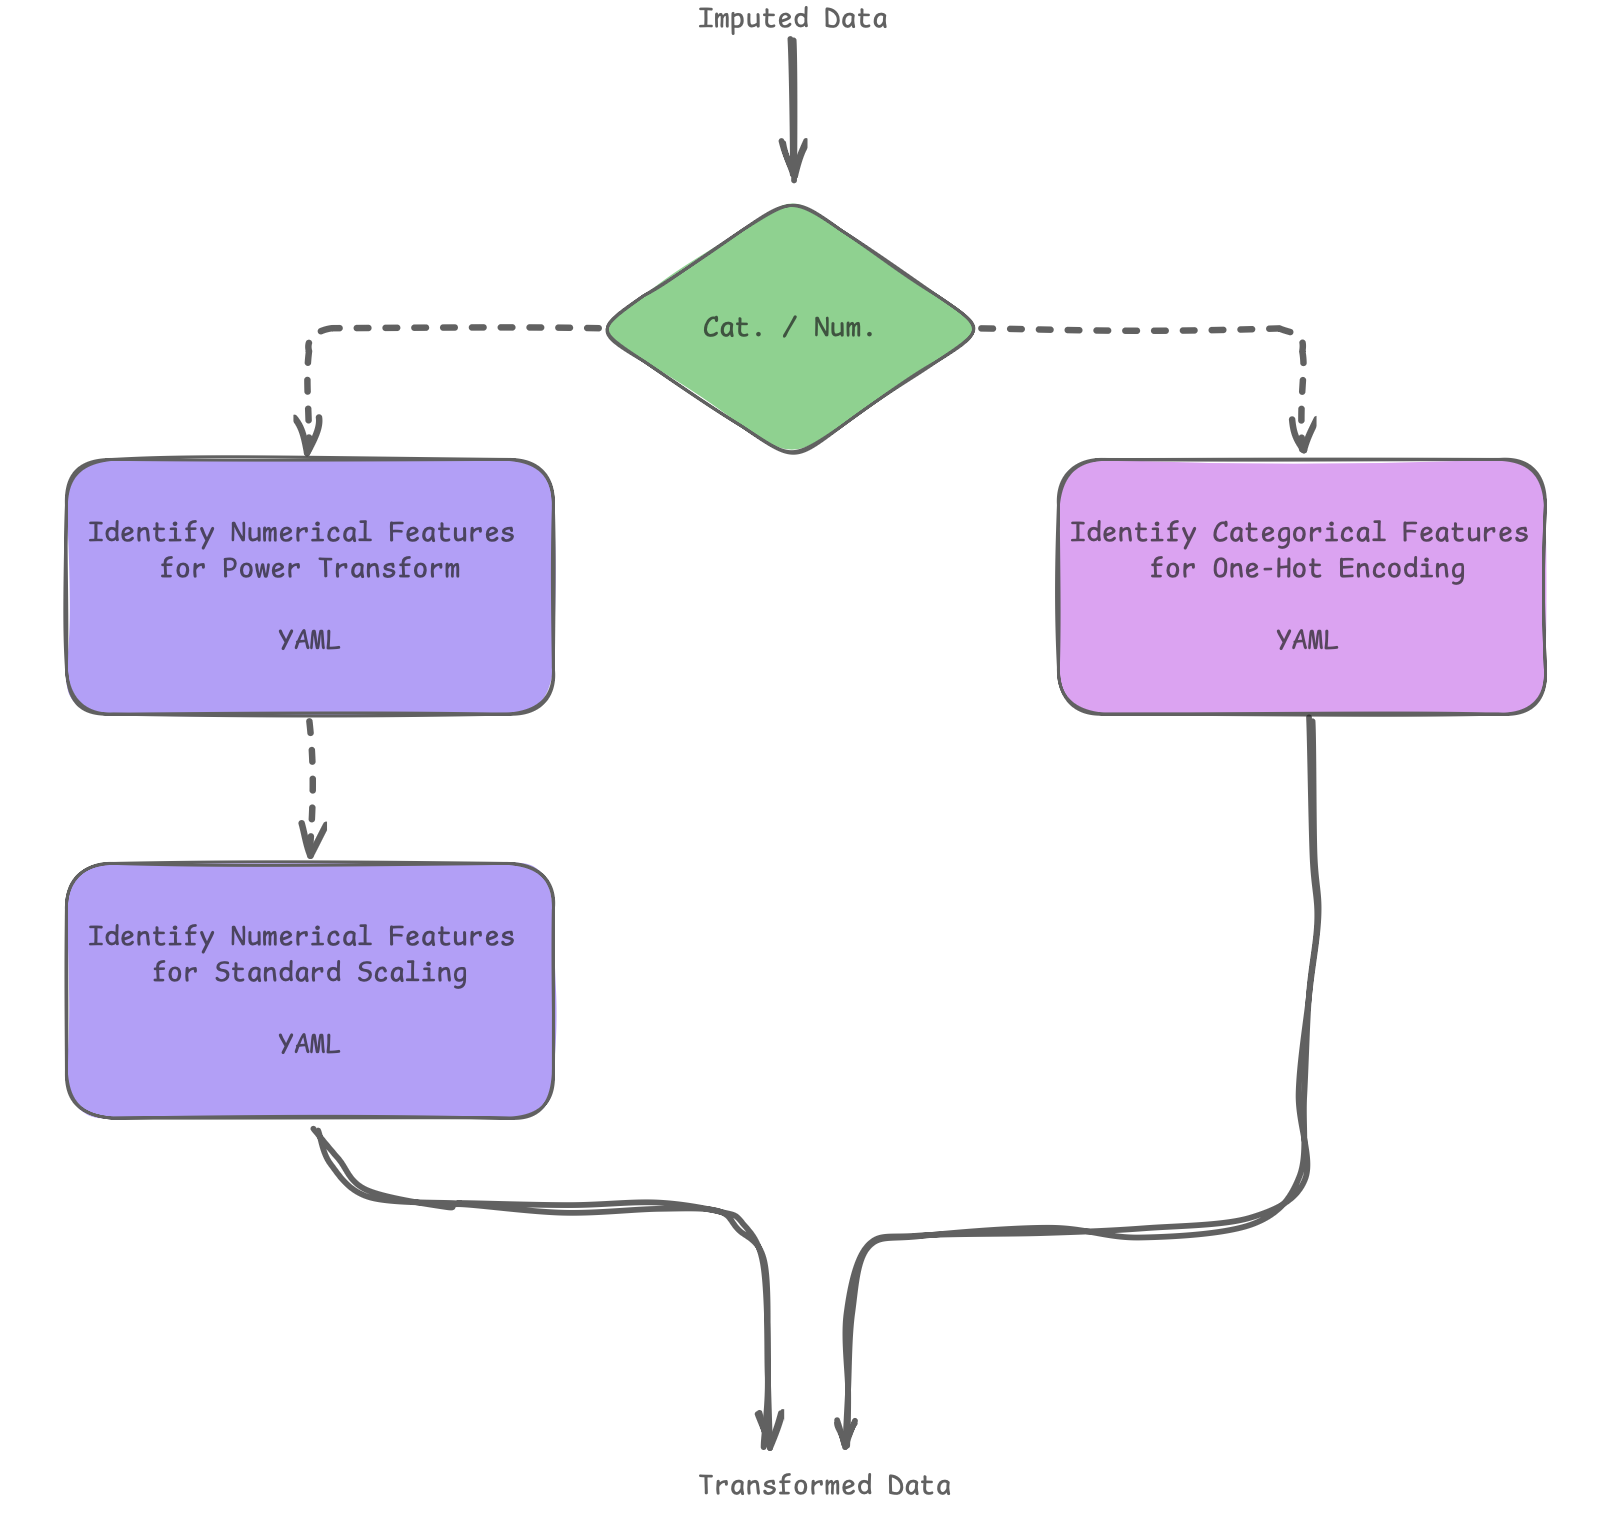 Imputed Data
Cat. / Num.
Identify Numerical Features
for Power Transform
YAML
Identify Categorical Features
for One-Hot Encoding
YAML
Identify Numerical Features
for Standard Scaling
YAML
Transformed Data